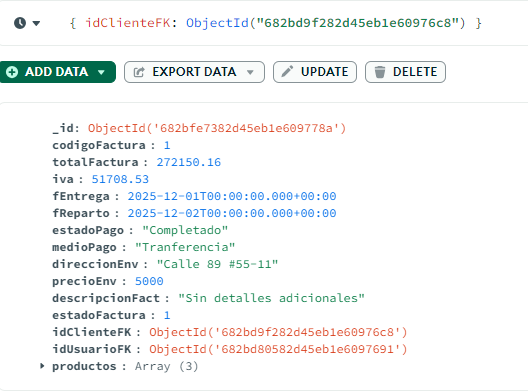 { idClienteFK: ObjectId("682bd9f282d45eb1e60976c8") }
ADD DATA
EXPORT DATA
UPDATE
DELETE
_id: ObjectId('682bfe7382d45eb1e609778a')
codigoFactura : 1
totalFactura : 272150.16
iva : 51708.53
fEntrega : 2025-12-01T00:00:00.000+00:00
fReparto : 2025-12-02T00:00:00.000+00:00
estadoPago : "Completado"
medioPago : "Tranferencia"
direccionEnv : "Calle 89 #55-11"
precioEnv : 5000
descripcionFact : "Sin detalles adicionales"
estadoFactura : 1
idClienteFK : ObjectId('682bd9f282d45eb1e60976c8')
idUsuarioFK : ObjectId('682bd80582d45eb1e6097691')
productos : Array (3)